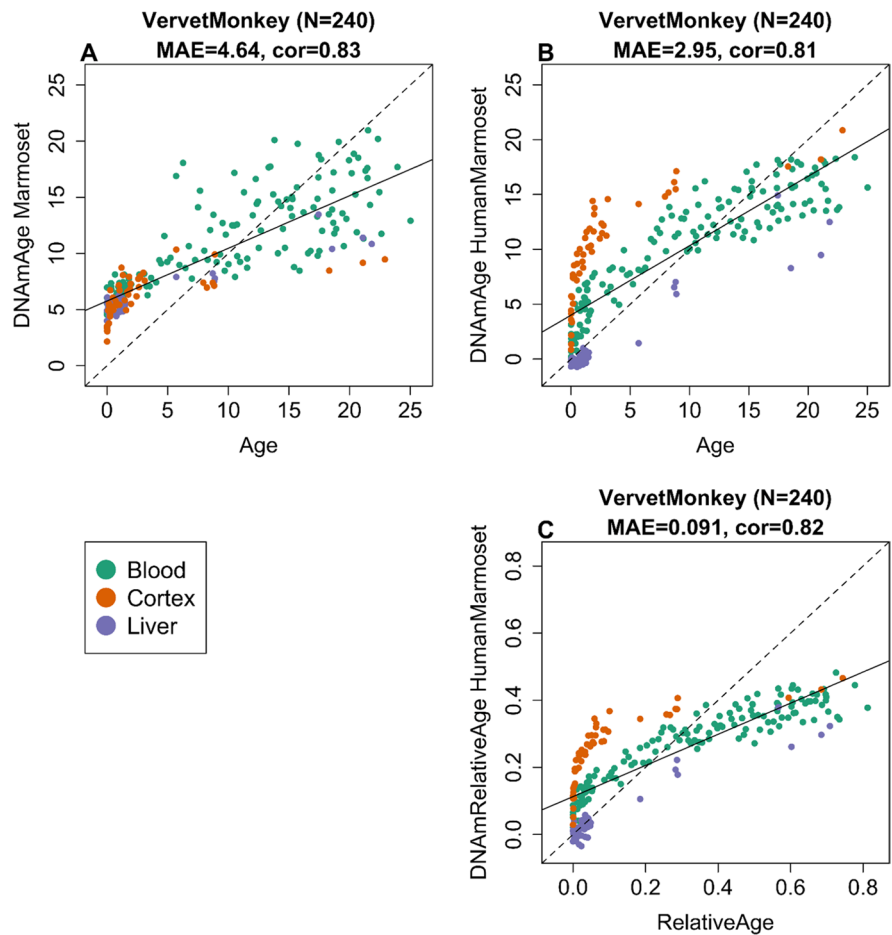 VervetMonkey (N=240)
A MAE=4.64, cor=0.83
DNAmAge Marmoset
25
20
15
10
5
0
0 5 10 15 20 25
Age
VervetMonkey (N=240)
B MAE=2.95, cor=0.81
DNAmAge HumanMarmoset
25
20
15
10
5
0
0 5 10 15 20 25
Age
Blood
Cortex
Liver
VervetMonkey (N=240)
C MAE=0.091, cor=0.82
DNAmRelativeAge HumanMarmoset
0.8
0.6
0.4
0.2
0.0
0.0 0.2 0.4 0.6 0.8
RelativeAge